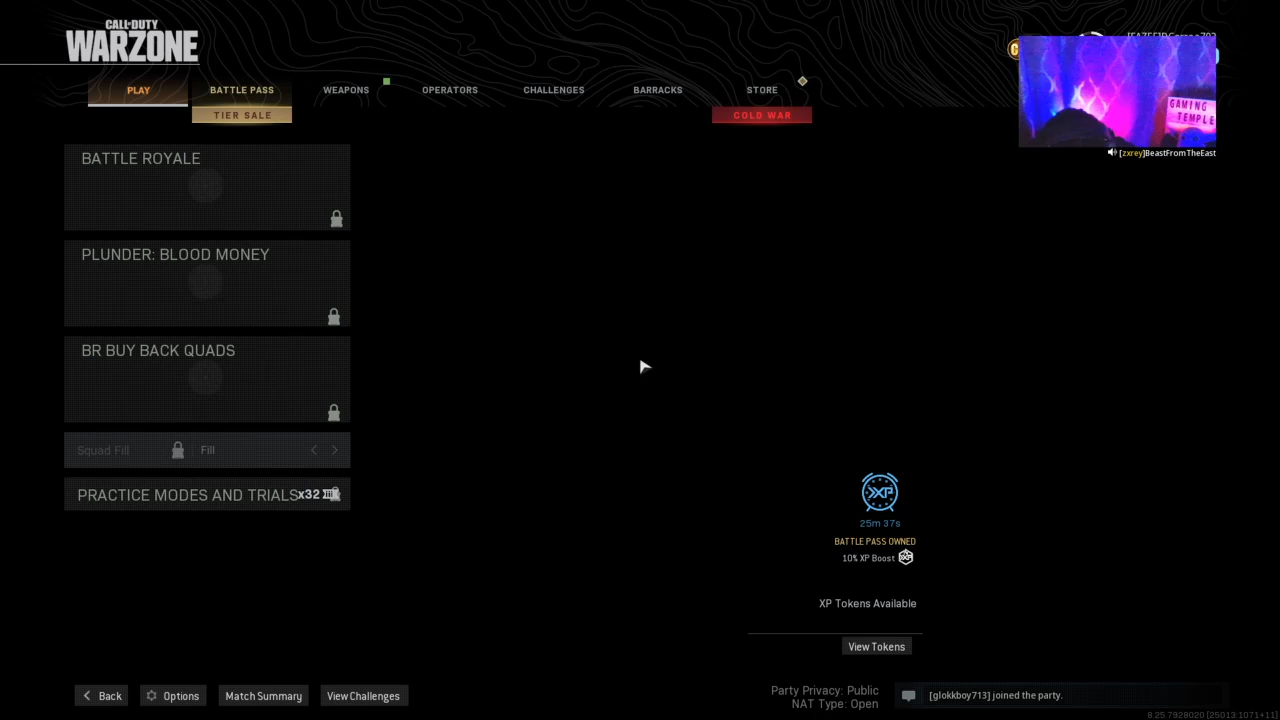 CALL OF DUTY
WARZONE
PLAY
BATTLE PASS
WEAPONS
OPERATORS
CHALLENGES
BARRACKS
STORE
TIER SALE
COLD WAR
GAMING
TEMPLE
[zxrey]BeastFromTheEast
BATTLE ROYALE
PLUNDER: BLOOD MONEY
BR BUY BACK QUADS
Squad Fill
Fill
PRACTICE MODES AND TRIALS
x32
XP
25m 37s
BATTLE PASS OWNED
10% XP Boost
XP Tokens Available
View Tokens
Back
Options
Match Summary
View Challenges
Party Privacy: Public
NAT Type: Open
[glokkboy713] joined the party.